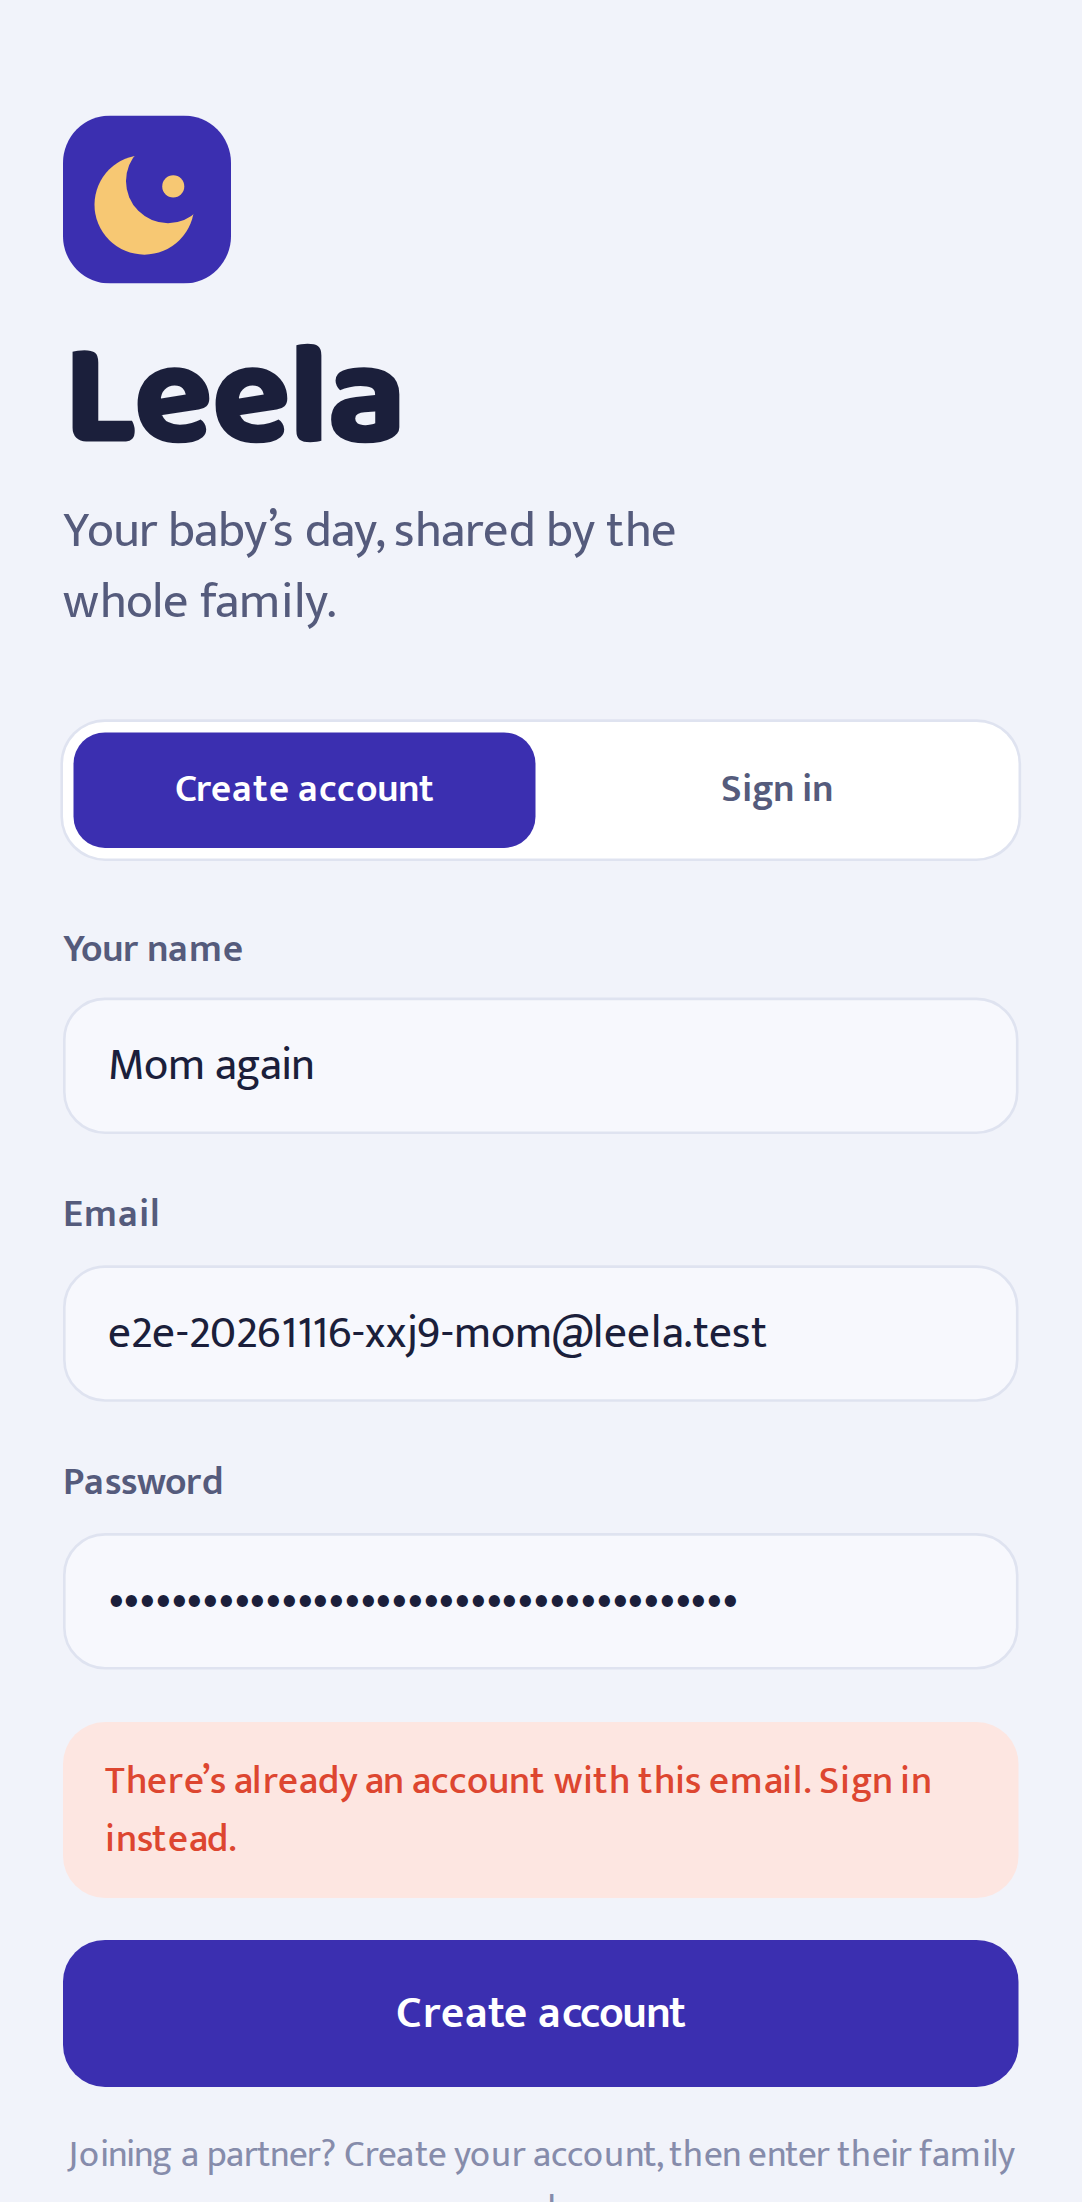 Leela
Your baby’s day, shared by the
whole family.
Create account
Sign in
Your name
Mom again
Email
e2e-20261116-xxj9-mom@leela.test
Password
••••••••••••••••••••••••••••••••••••••••
There’s already an account with this email. Sign in
instead.
Create account
Joining a partner? Create your account, then enter their family